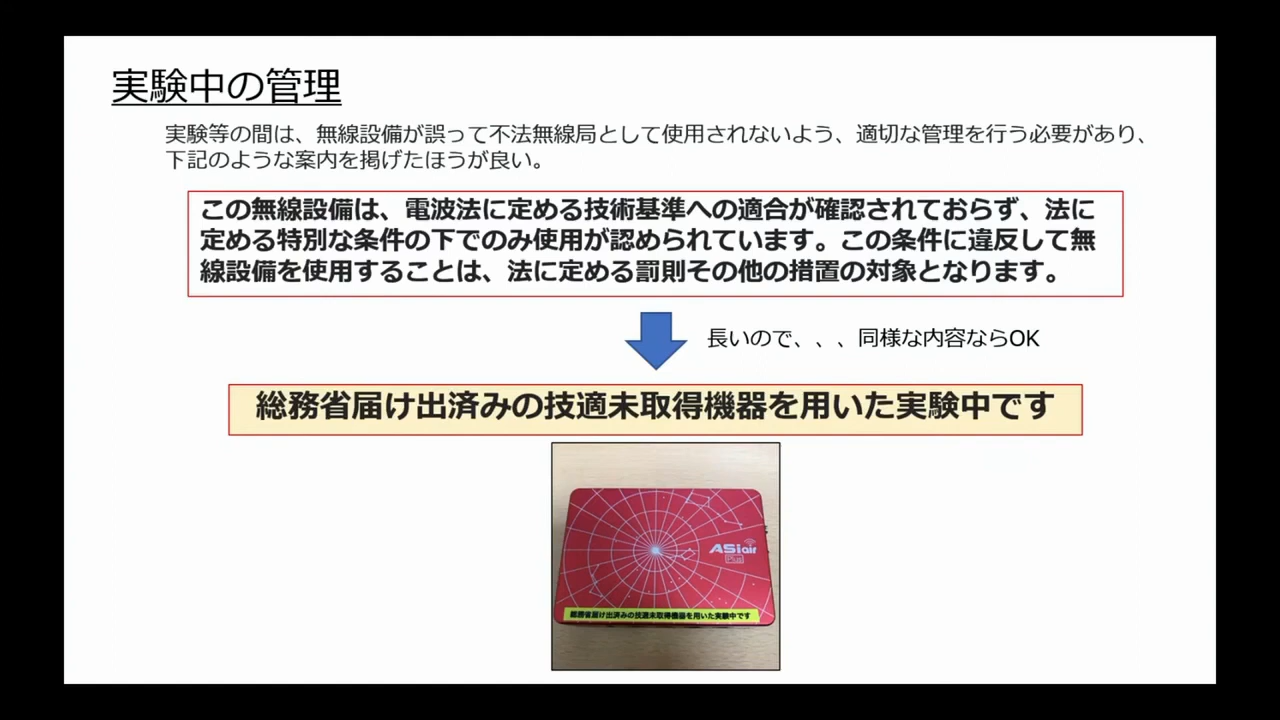 実験中の管理
実験等の間は、無線設備が誤って不法無線局として使用されないよう、適切な管理を行う必要があり、
下記のような案内を掲げたほうが良い。
この無線設備は、電波法に定める技術基準への適合が確認されておらず、法に
定める特別な条件の下でのみ使用が認められています。この条件に違反して無
線設備を使用することは、法に定める罰則その他の措置の対象となります。
長いので、、、同様な内容ならOK
総務省届け出済みの技適未取得機器を用いた実験中です
ASIair
Plus
総務省届け出済みの技適未取得機器を用いた実験中です